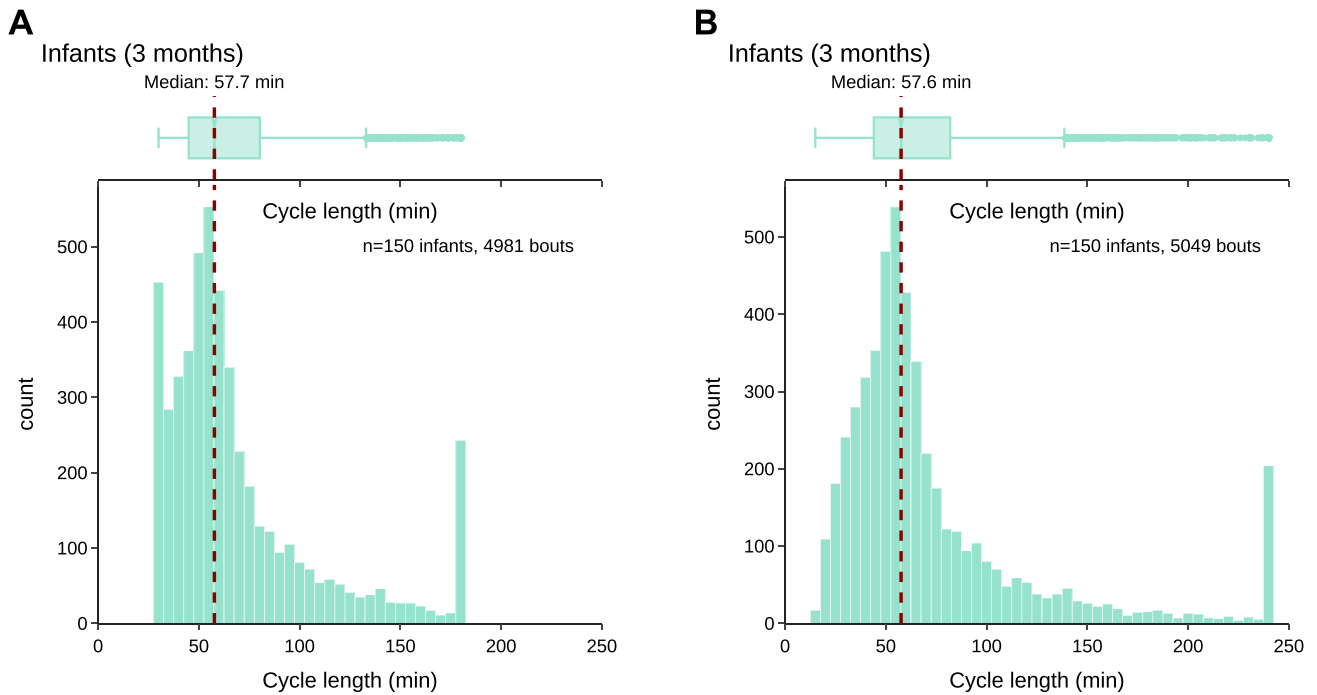 A
Infants (3 months)
Median: 57.7 min
Cycle length (min)
n=150 infants, 4981 bouts
500
400
300
200
100
0
count
0 50 100 150 200 250
Cycle length (min)
B
Infants (3 months)
Median: 57.6 min
Cycle length (min)
n=150 infants, 5049 bouts
500
400
300
200
100
0
count
0 50 100 150 200 250
Cycle length (min)